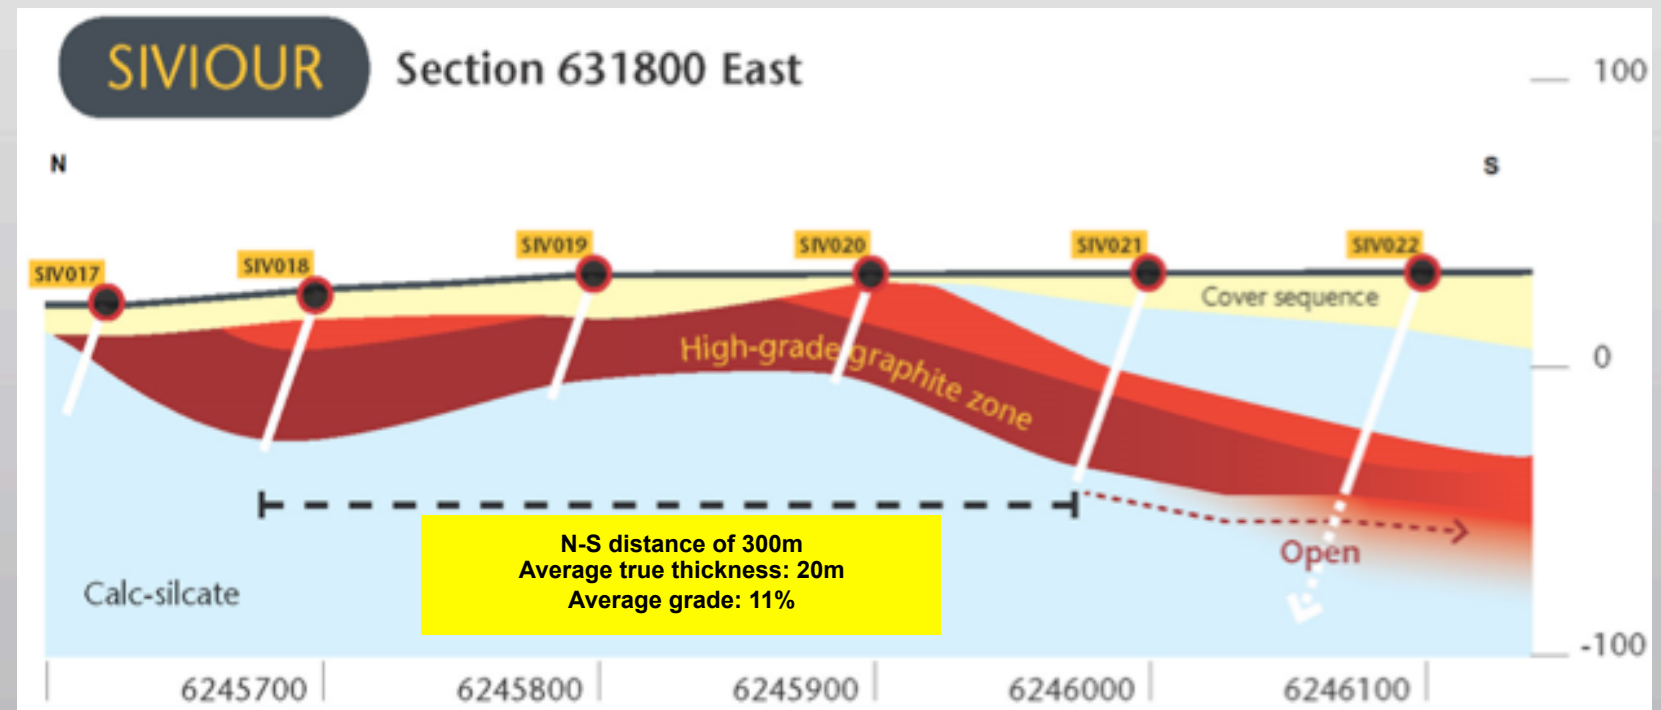 SIVIOUR Section 631800 East
100
N
S
SIV017
SIV018
SIV019
SIV020
SIV021
SIV022
Cover sequence
High-grade graphite zone
0
N-S distance of 300m
Average true thickness: 20m
Average grade: 11%
Open
Calc-silcate
-100
6245700
6245800
6245900
6246000
6246100